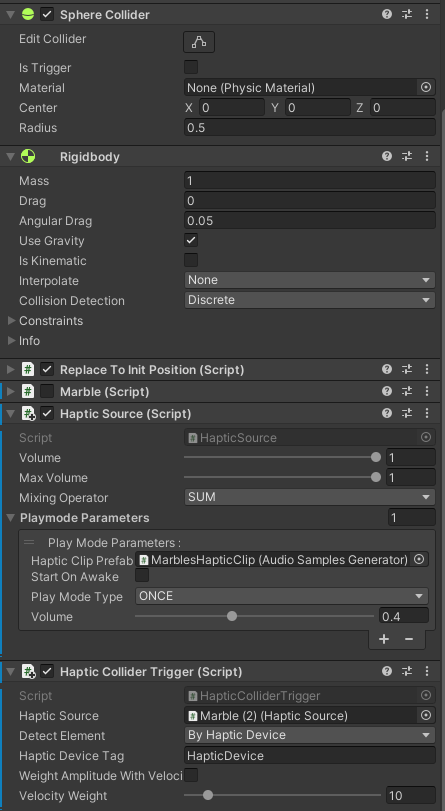 Sphere Collider
Edit Collider
Is Trigger
Material None (Physic Material)
Center X 0 Y 0 Z 0
Radius 0.5
Rigidbody
Mass 1
Drag 0
Angular Drag 0.05
Use Gravity
Is Kinematic
Interpolate None
Collision Detection Discrete
Constraints
Info
Replace To Init Position (Script)
Marble (Script)
Haptic Source (Script)
Script HapticSource
Volume 1
Max Volume 1
Mixing Operator SUM
Playmode Parameters 1
Play Mode Parameters :
Haptic Clip Prefab MarblesHapticClip (Audio Samples Generator)
Start On Awake
Play Mode Type ONCE
Volume 0.4
+ −
Haptic Collider Trigger (Script)
Script HapticColliderTrigger
Haptic Source Marble (2) (Haptic Source)
Detect Element By Haptic Device
Haptic Device Tag HapticDevice
Weight Amplitude With Veloci
Velocity Weight 10